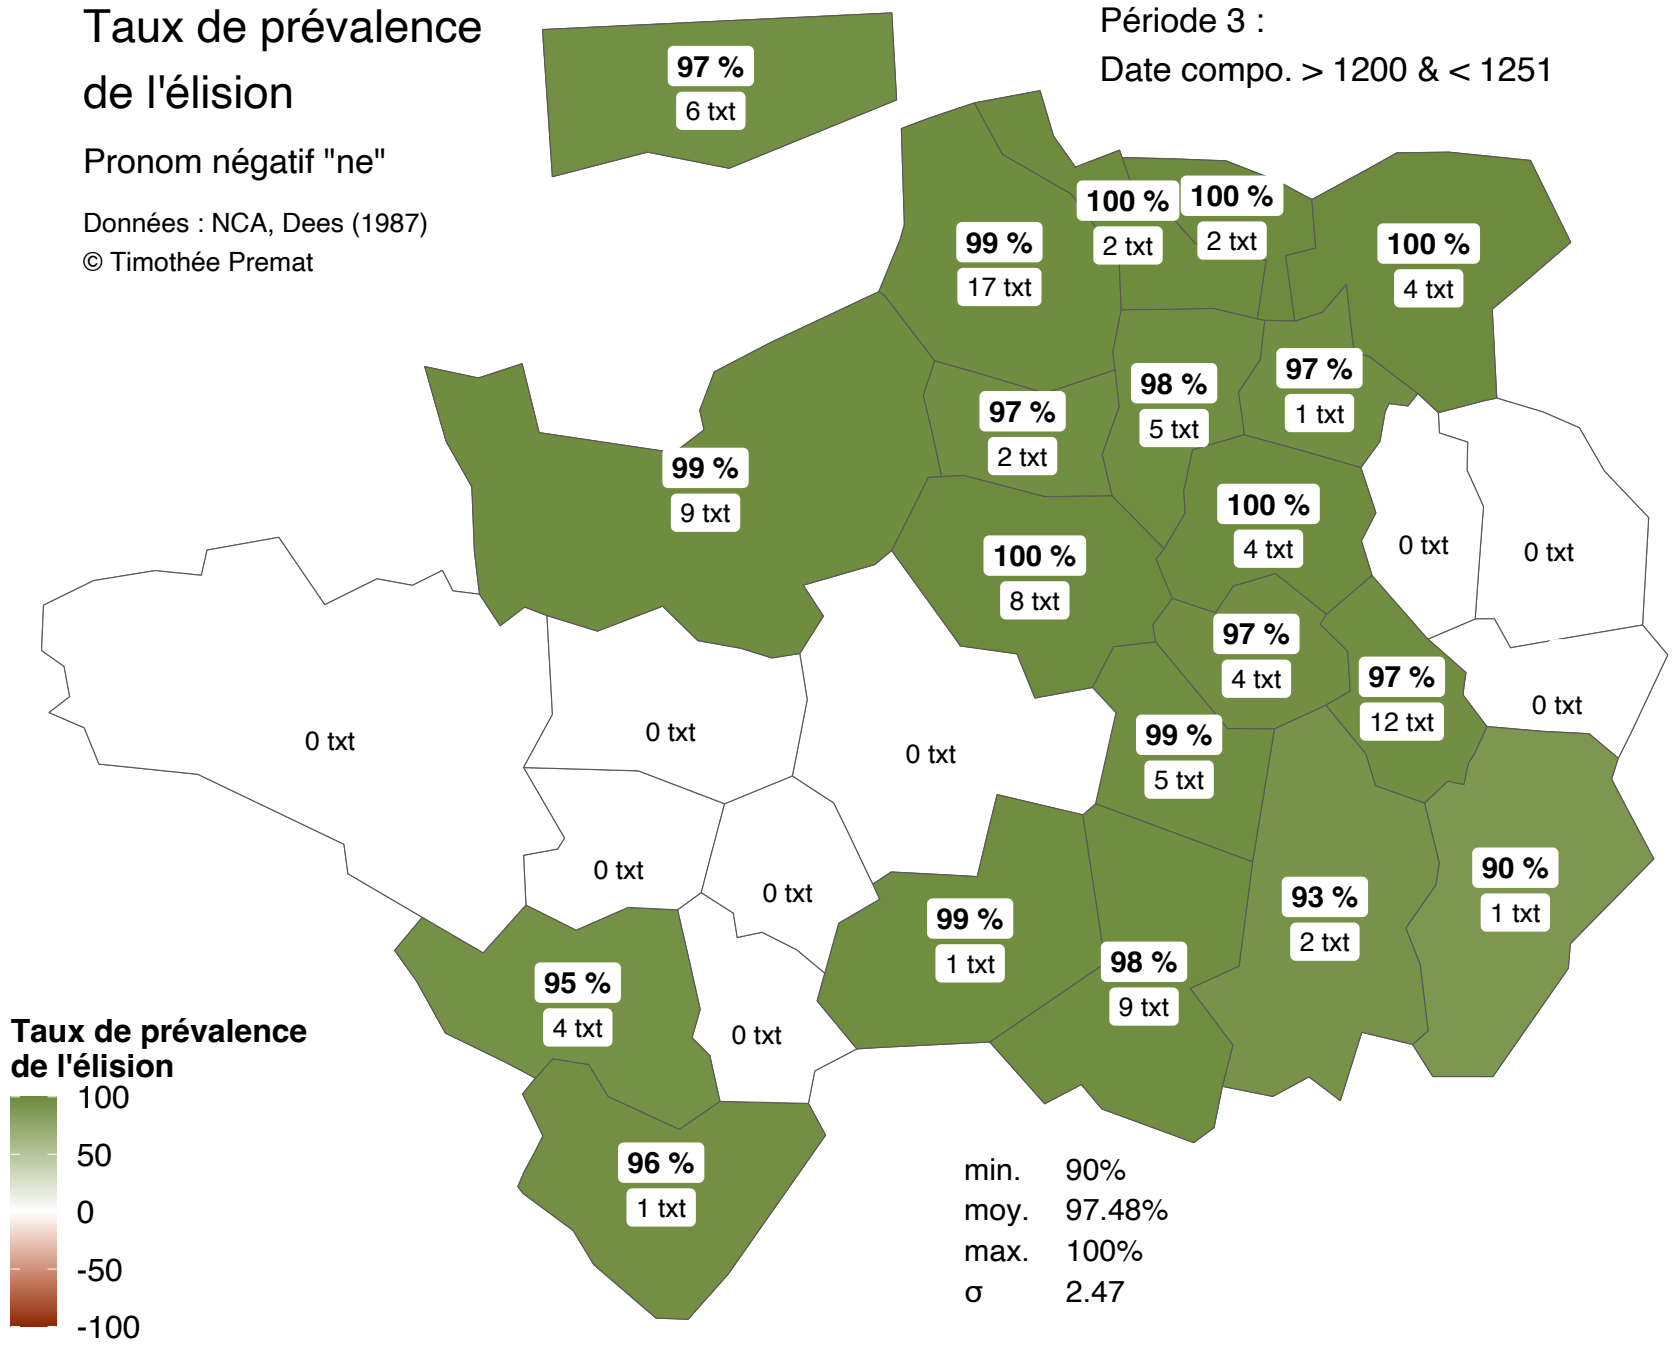 Taux de prévalence
de l'élision
Pronom négatif "ne"
Données : NCA, Dees (1987)
© Timothée Premat
Période 3 :
Date compo. > 1200 & < 1251
97 %
6 txt
100 %
2 txt
100 %
2 txt
99 %
17 txt
100 %
4 txt
97 %
1 txt
98 %
5 txt
97 %
2 txt
99 %
9 txt
100 %
4 txt
0 txt
0 txt
100 %
8 txt
97 %
4 txt
97 %
12 txt
0 txt
99 %
5 txt
0 txt
0 txt
0 txt
0 txt
0 txt
90 %
1 txt
93 %
2 txt
99 %
1 txt
98 %
9 txt
95 %
4 txt
0 txt
96 %
1 txt
Taux de prévalence
de l'élision
100
50
0
-50
-100
min. 90%
moy. 97.48%
max. 100%
σ 2.47